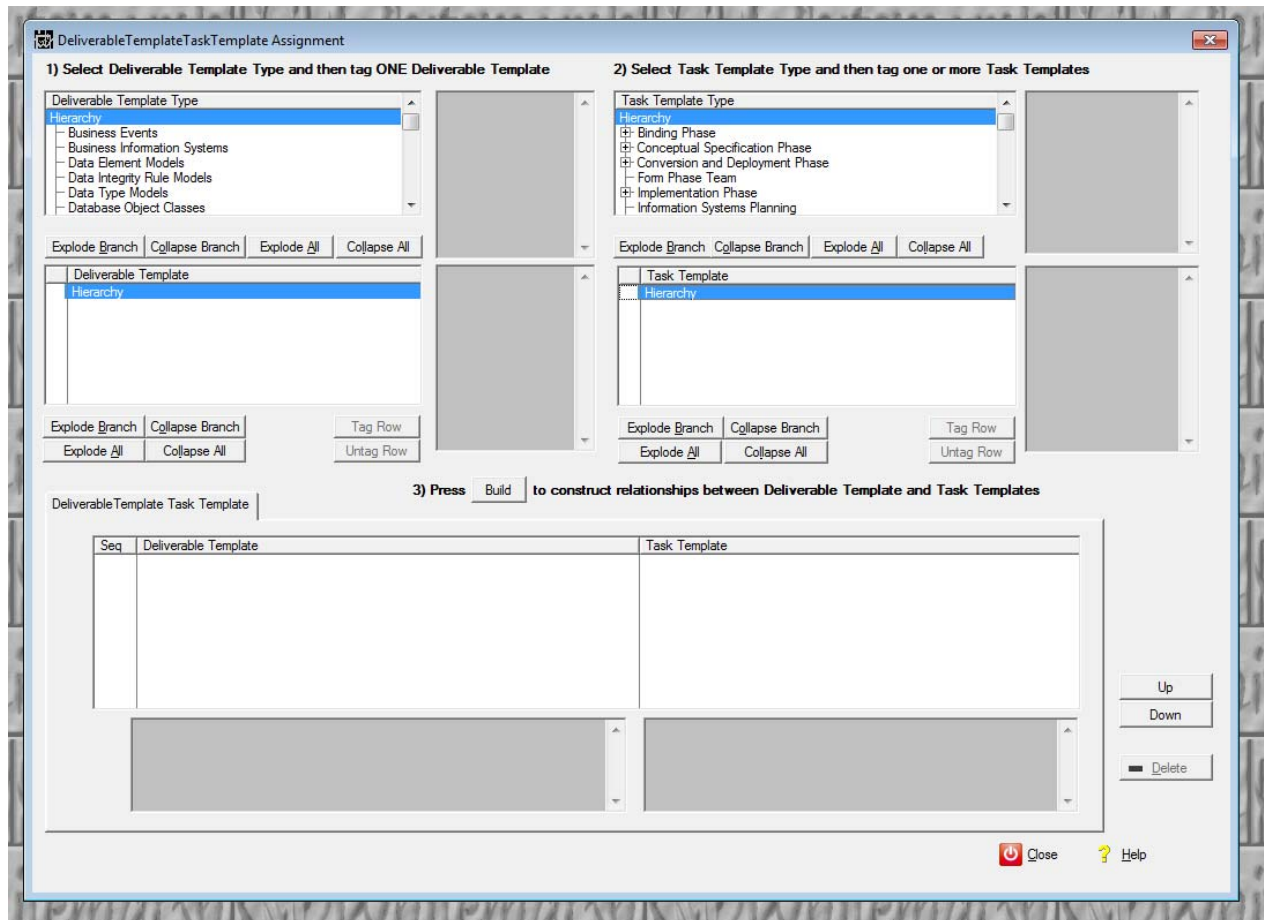 DeliverableTemplateTaskTemplate Assignment
1) Select Deliverable Template Type and then tag ONE Deliverable Template
Deliverable Template Type
Hierarchy
Business Events
Business Information Systems
Data Element Models
Data Integrity Rule Models
Data Type Models
Database Object Classes
Explode Branch Collapse Branch Explode All Collapse All
Deliverable Template
Hierarchy
Explode Branch Collapse Branch Tag Row
Explode All Collapse All Untag Row
2) Select Task Template Type and then tag one or more Task Templates
Task Template Type
Hierarchy
Binding Phase
Conceptual Specification Phase
Conversion and Deployment Phase
Form Phase Team
Implementation Phase
Information Systems Planning
Explode Branch Collapse Branch Explode All Collapse All
Task Template
Hierarchy
Explode Branch Collapse Branch Tag Row
Explode All Collapse All Untag Row
3) Press Build to construct relationships between Deliverable Template and Task Templates
DeliverableTemplate Task Template
Seq Deliverable Template Task Template
Up
Down
Delete
Close Help